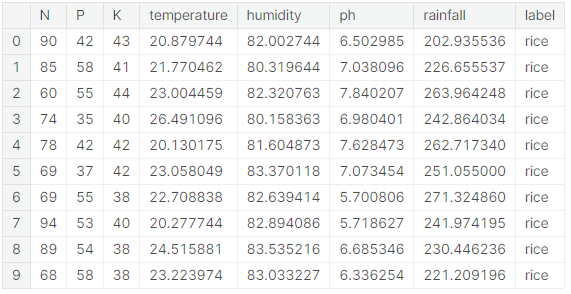 N P K temperature humidity ph rainfall label
0 90 42 43 20.879744 82.002744 6.502985 202.935536 rice
1 85 58 41 21.770462 80.319644 7.038096 226.655537 rice
2 60 55 44 23.004459 82.320763 7.840207 263.964248 rice
3 74 35 40 26.491096 80.158363 6.980401 242.864034 rice
4 78 42 42 20.130175 81.604873 7.628473 262.717340 rice
5 69 37 42 23.058049 83.370118 7.073454 251.055000 rice
6 69 55 38 22.708838 82.639414 5.700806 271.324860 rice
7 94 53 40 20.277744 82.894086 5.718627 241.974195 rice
8 89 54 38 24.515881 83.535216 6.685346 230.446236 rice
9 68 58 38 23.223974 83.033227 6.336254 221.209196 rice